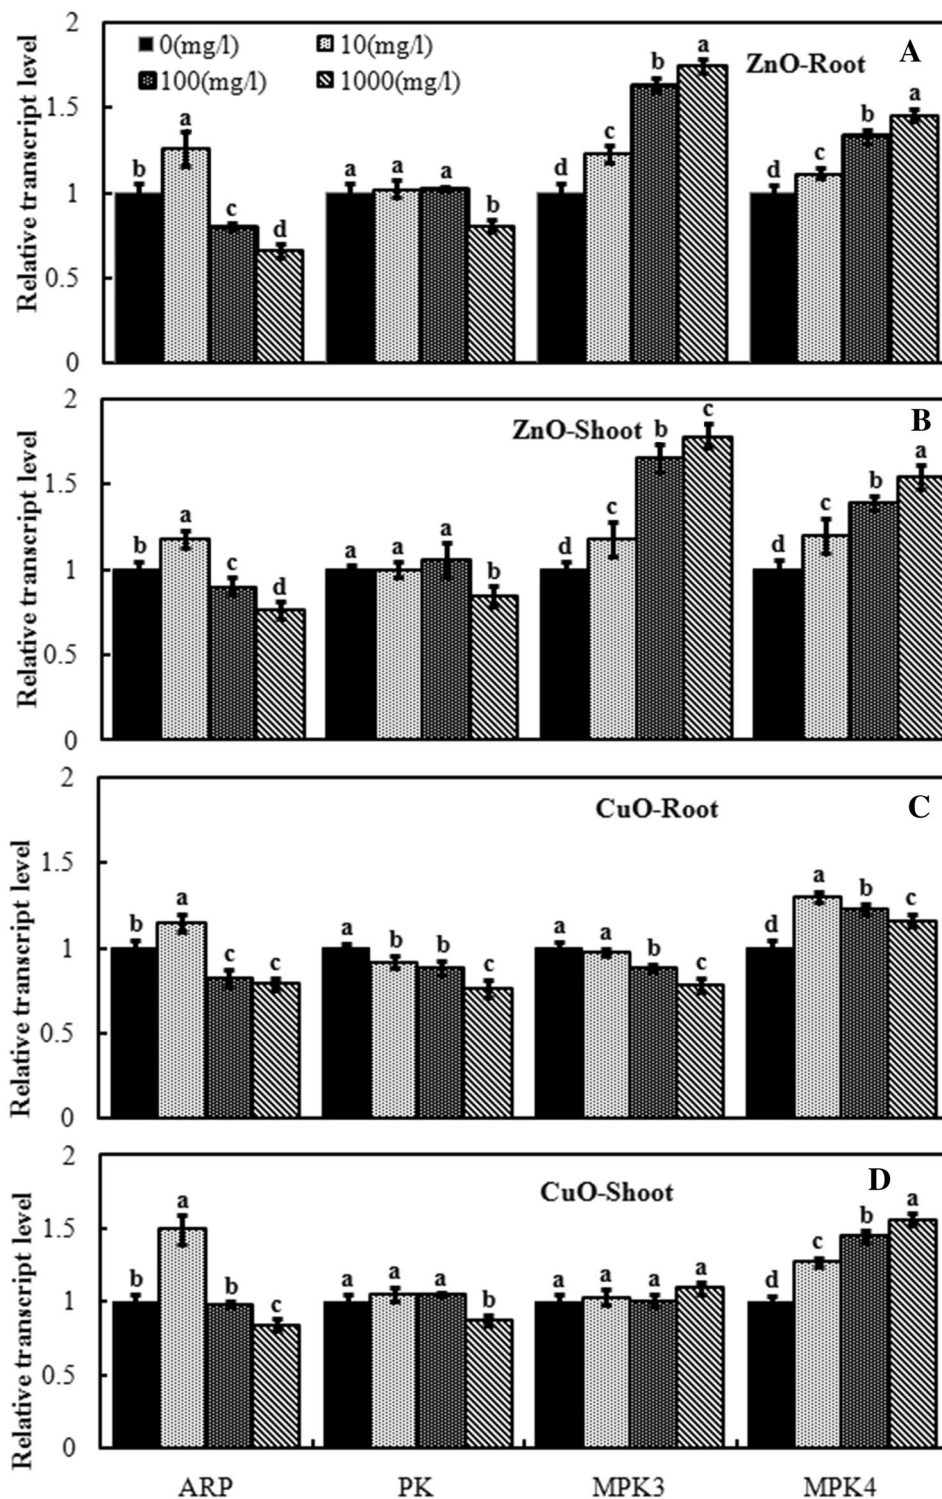 2
0(mg/l) 10(mg/l) a A
100(mg/l) 1000(mg/l) b ZnO-Root
1.5 a a
a c b
b a a a d d c
1
c b
d
0.5
0
Relative transcript level
2
ZnO-Shoot b c B
a
1.5 b
a c c
b a a a d d
1
c b
d
0.5
0
Relative transcript level
2
CuO-Root C
1.5
a a b
b a b b a a d c
1
c c c b c
0.5
0
Relative transcript level
2
CuO-Shoot D
a a
1.5 b
c
b b a a a a a a a d
1
c b
0.5
0
Relative transcript level
ARP PK MPK3 MPK4